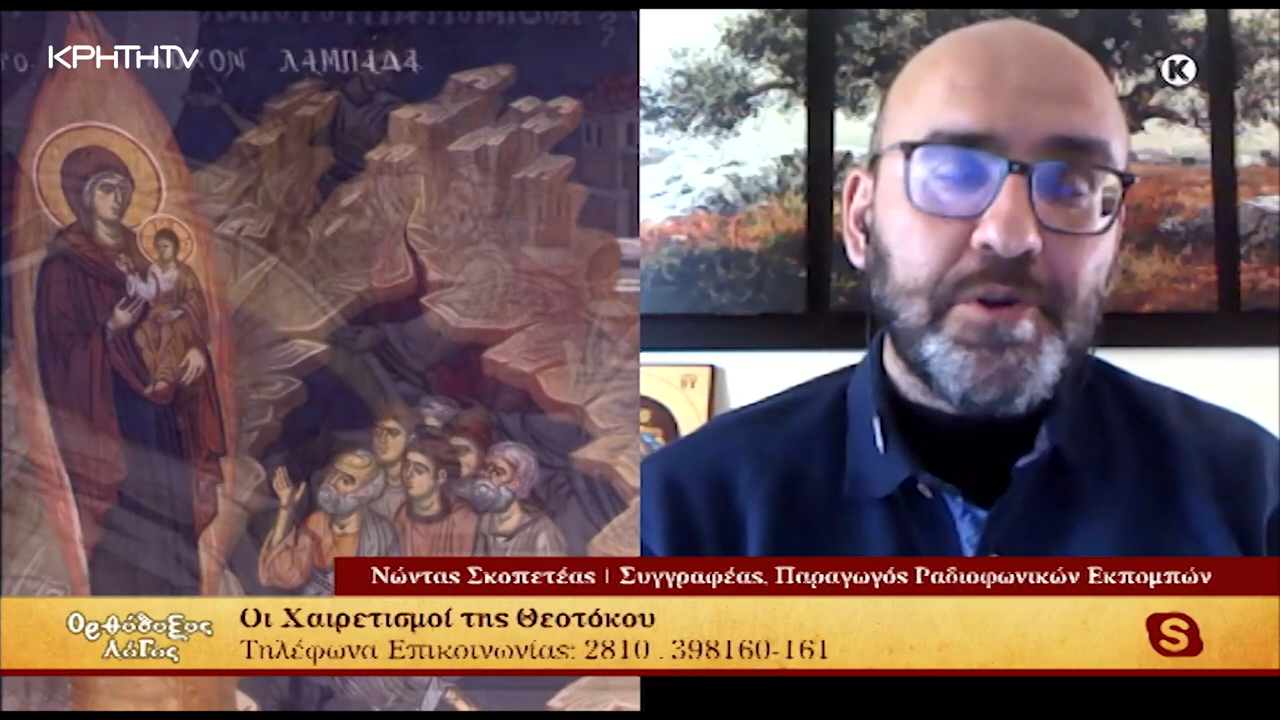 ΚΡΗΤΗTV
ΛΑΜΠΑΔΑ
K
Νώντας Σκοπετέας | Συγγραφέας, Παραγωγός Ραδιοφωνικών Εκπομπών
Ορθόδοξος
Λόγος
Οι Χαιρετισμοί της Θεοτόκου
Τηλέφωνα Επικοινωνίας: 2810 . 398160-161
S